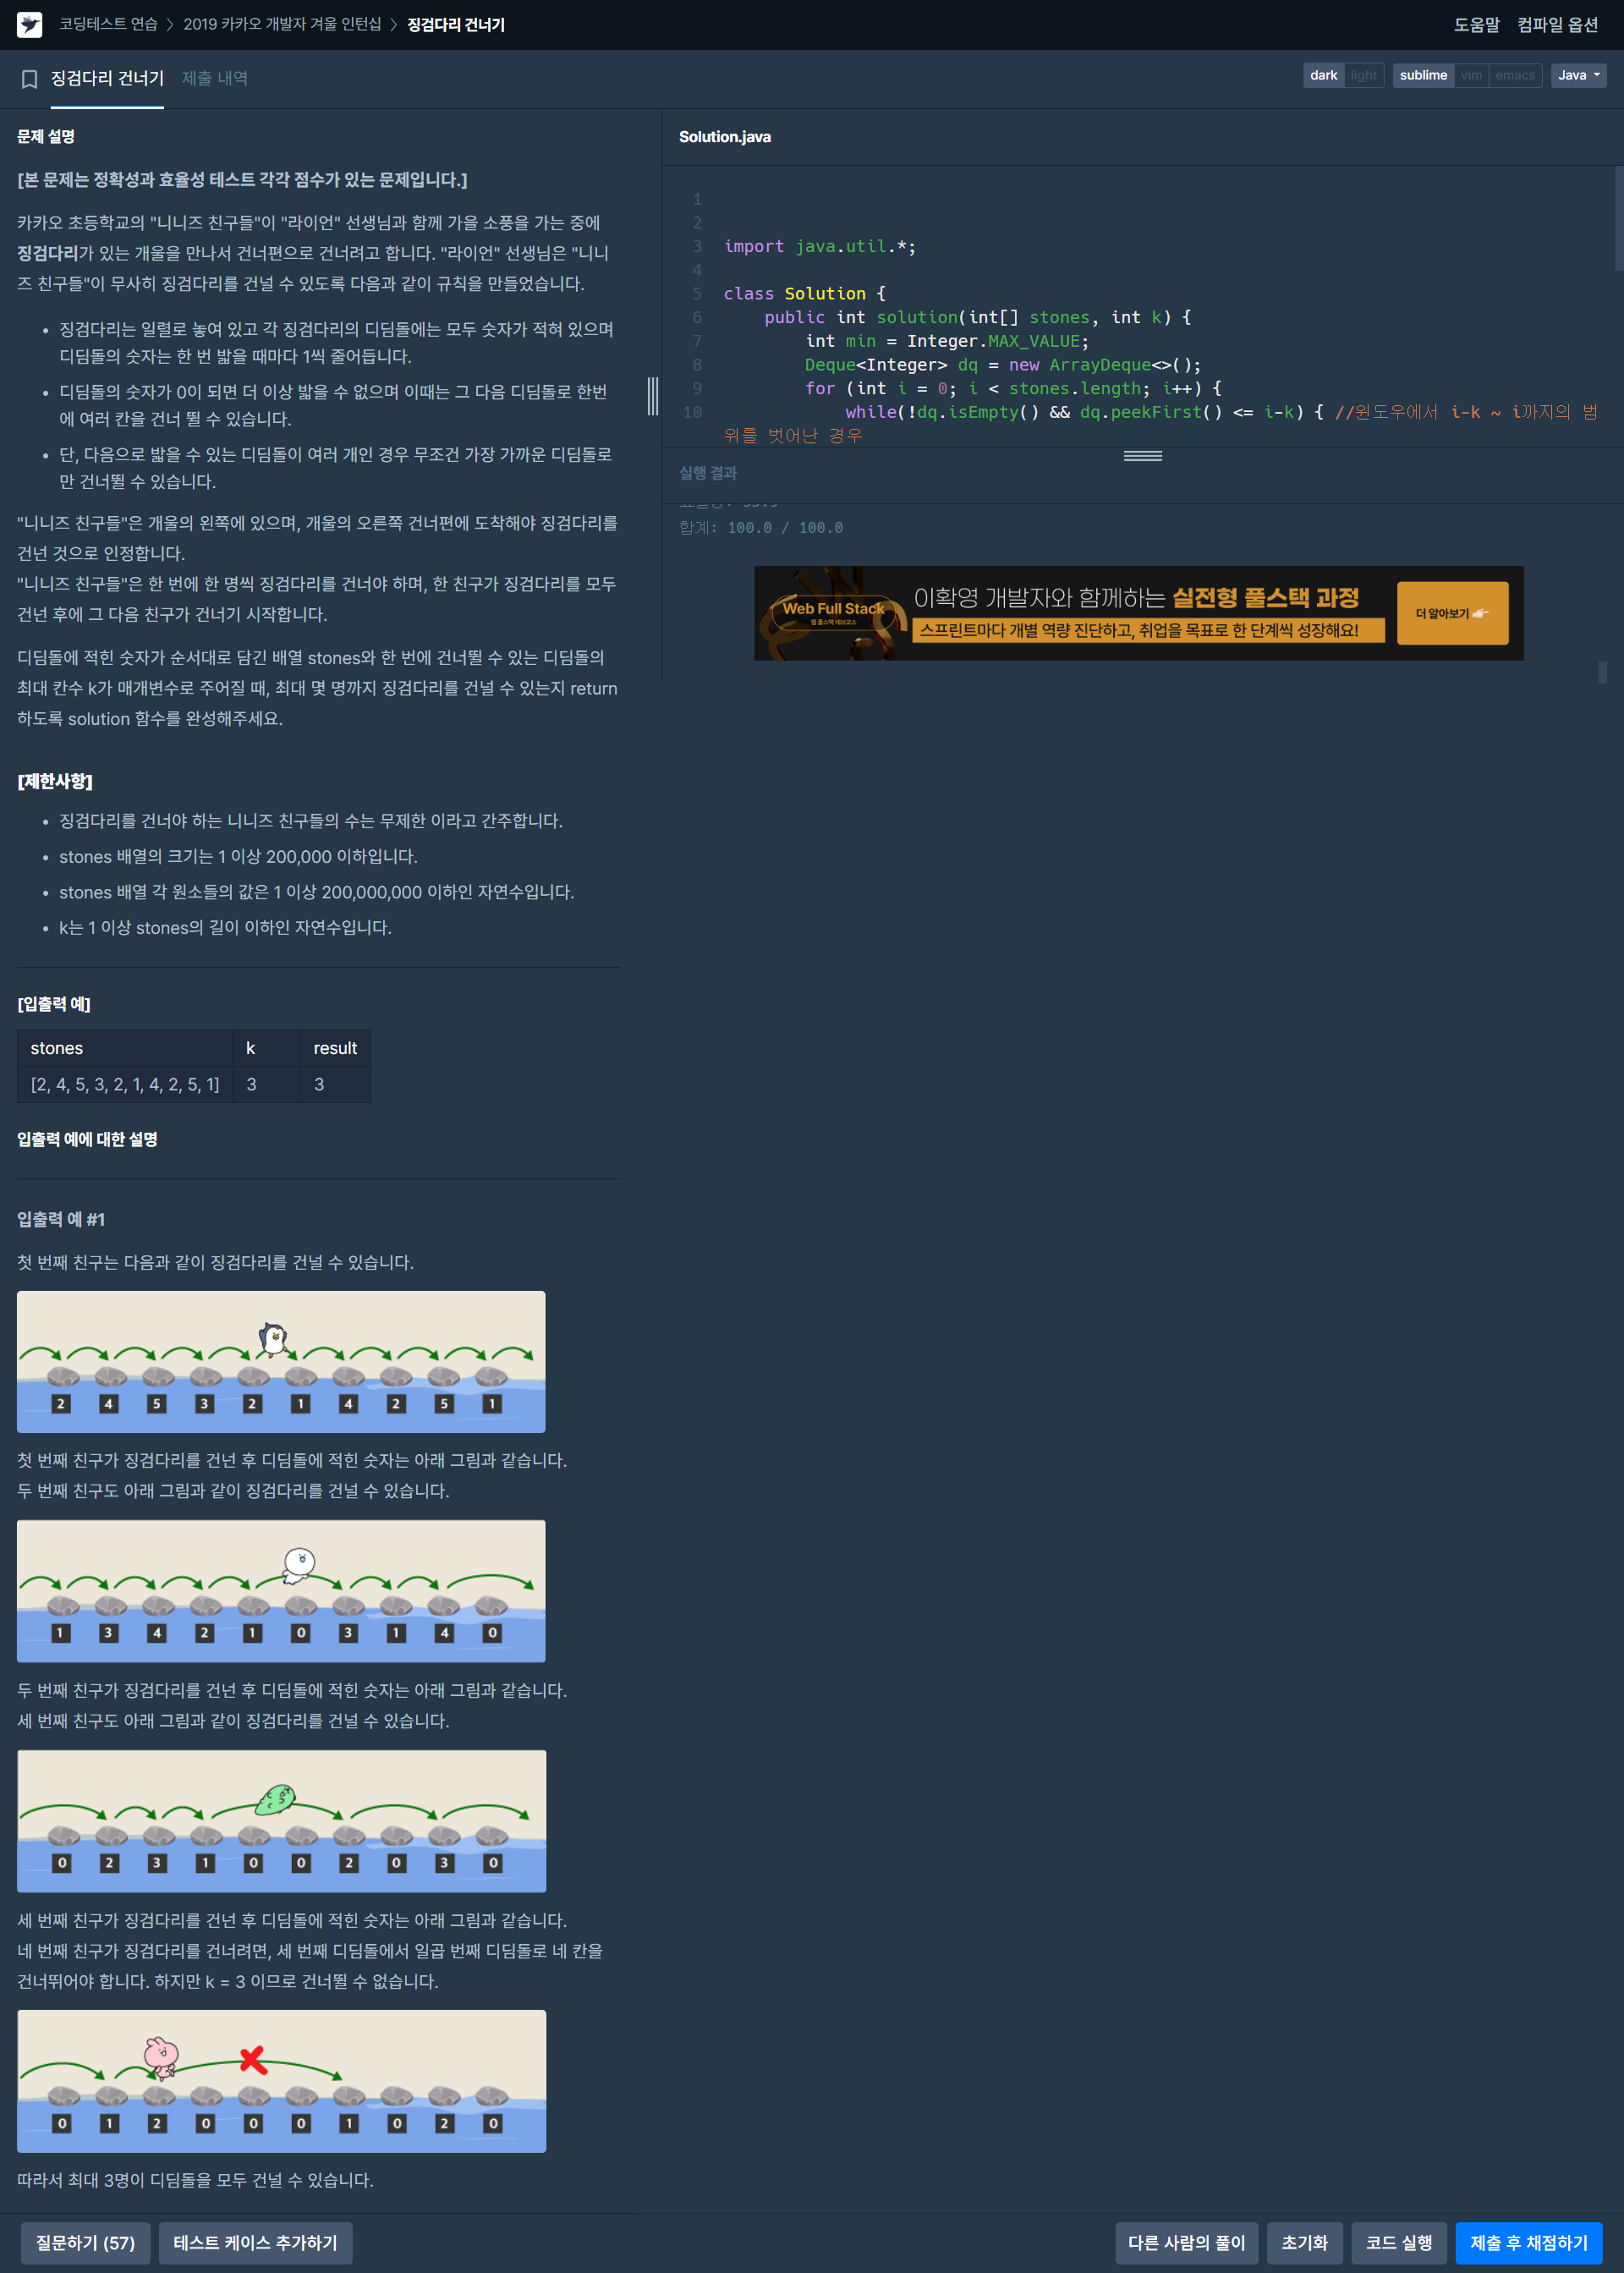 코딩테스트 연습 > 2019 카카오 개발자 겨울 인턴십 > 징검다리 건너기
도움말 컴파일 옵션
징검다리 건너기 제출 내역
dark light sublime vim emacs Java
문제 설명
[본 문제는 정확성과 효율성 테스트 각각 점수가 있는 문제입니다.]
카카오 초등학교의 "니니즈 친구들"이 "라이언" 선생님과 함께 가을 소풍을 가는 중에
징검다리가 있는 개울을 만나서 건너편으로 건너려고 합니다. "라이언" 선생님은 "니니
즈 친구들"이 무사히 징검다리를 건널 수 있도록 다음과 같이 규칙을 만들었습니다.
• 징검다리는 일렬로 놓여 있고 각 징검다리의 디딤돌에는 모두 숫자가 적혀 있으며
디딤돌의 숫자는 한 번 밟을 때마다 1씩 줄어듭니다.
• 디딤돌의 숫자가 0이 되면 더 이상 밟을 수 없으며 이때는 그 다음 디딤돌로 한번
에 여러 칸을 건너 뛸 수 있습니다.
• 단, 다음으로 밟을 수 있는 디딤돌이 여러 개인 경우 무조건 가장 가까운 디딤돌로
만 건너뛸 수 있습니다.
"니니즈 친구들"은 개울의 왼쪽에 있으며, 개울의 오른쪽 건너편에 도착해야 징검다리를
건넌 것으로 인정합니다.
"니니즈 친구들"은 한 번에 한 명씩 징검다리를 건너야 하며, 한 친구가 징검다리를 모두
건넌 후에 그 다음 친구가 건너기 시작합니다.
디딤돌에 적힌 숫자가 순서대로 담긴 배열 stones와 한 번에 건너뛸 수 있는 디딤돌의
최대 칸수 k가 매개변수로 주어질 때, 최대 몇 명까지 징검다리를 건널 수 있는지 return
하도록 solution 함수를 완성해주세요.
[제한사항]
• 징검다리를 건너야 하는 니니즈 친구들의 수는 무제한 이라고 간주합니다.
• stones 배열의 크기는 1 이상 200,000 이하입니다.
• stones 배열 각 원소들의 값은 1 이상 200,000,000 이하인 자연수입니다.
• k는 1 이상 stones의 길이 이하인 자연수입니다.
[입출력 예]
stones k result
[2, 4, 5, 3, 2, 1, 4, 2, 5, 1] 3 3
입출력 예에 대한 설명
입출력 예 #1
첫 번째 친구는 다음과 같이 징검다리를 건널 수 있습니다.
2 4 5 3 2 1 4 2 5 1
첫 번째 친구가 징검다리를 건넌 후 디딤돌에 적힌 숫자는 아래 그림과 같습니다.
두 번째 친구도 아래 그림과 같이 징검다리를 건널 수 있습니다.
1 3 4 2 1 0 3 1 4 0
두 번째 친구가 징검다리를 건넌 후 디딤돌에 적힌 숫자는 아래 그림과 같습니다.
세 번째 친구도 아래 그림과 같이 징검다리를 건널 수 있습니다.
0 2 3 1 0 0 2 0 3 0
세 번째 친구가 징검다리를 건넌 후 디딤돌에 적힌 숫자는 아래 그림과 같습니다.
네 번째 친구가 징검다리를 건너려면, 세 번째 디딤돌에서 일곱 번째 디딤돌로 네 칸을
건너뛰어야 합니다. 하지만 k = 3 이므로 건너뛸 수 없습니다.
0 1 2 0 0 0 1 0 2 0
따라서 최대 3명이 디딤돌을 모두 건널 수 있습니다.
Solution.java
1
2
3 import java.util.*;
4
5 class Solution {
6 public int solution(int[] stones, int k) {
7 int min = Integer.MAX_VALUE;
8 Deque<Integer> dq = new ArrayDeque<>();
9 for (int i = 0; i < stones.length; i++) {
10 while(!dq.isEmpty() && dq.peekFirst() <= i-k) { //윈도우에서 i-k ~ i까지의 범
위를 벗어난 경우
실행 결과
합계: 100.0 / 100.0
Web Full Stack
이확영 개발자와 함께하는 실전형 풀스택 과정
스프린트마다 개별 역량 진단하고, 취업을 목표로 한 단계씩 성장해요!
더 알아보기
질문하기 (57) 테스트 케이스 추가하기
다른 사람의 풀이 초기화 코드 실행 제출 후 채점하기